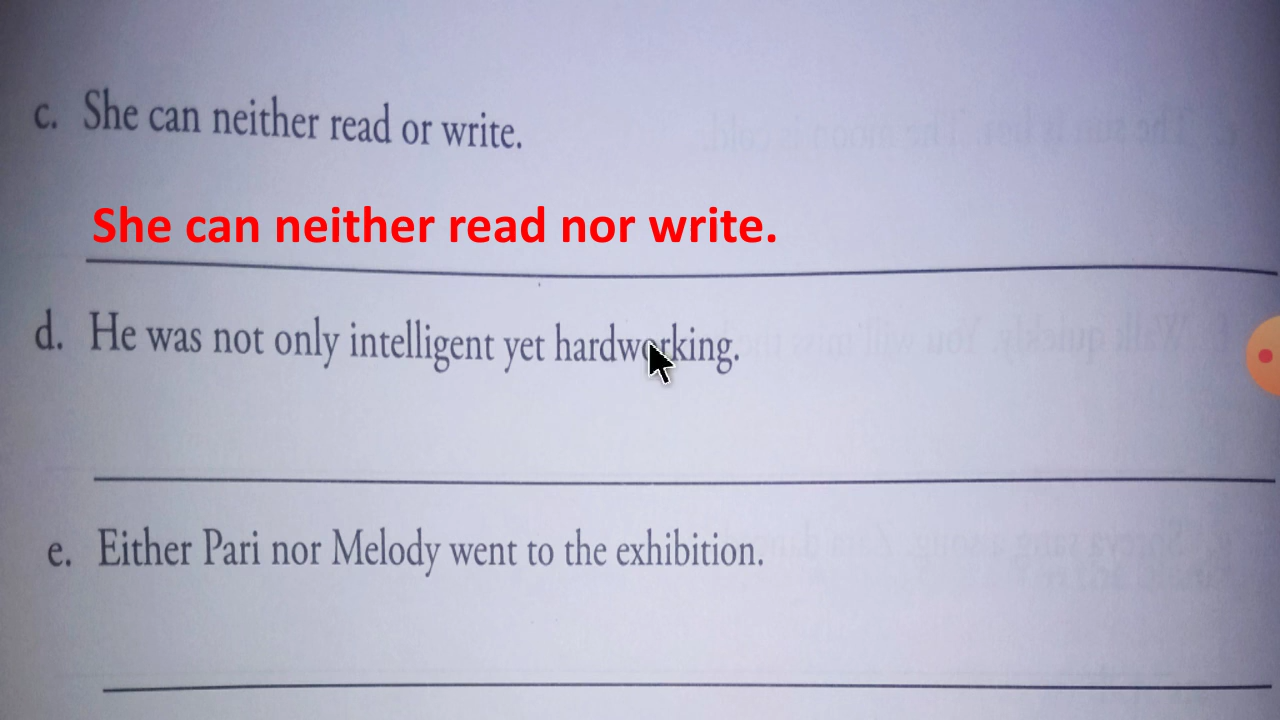 c. She can neither read or write.
She can neither read nor write.
d. He was not only intelligent yet hardworking.
e. Either Pari nor Melody went to the exhibition.